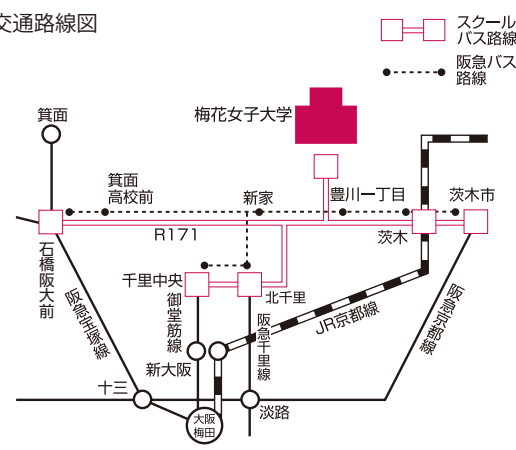 交通路線図
スクール
バス路線
阪急バス
路線
梅花女子大学
箕面
箕面
高校前
新家
豊川一丁目
茨木市
茨木
R171
石橋阪大前
千里中央
北千里
御堂筋線
阪急宝塚線
阪急千里線
JR京都線
阪急京都線
新大阪
十三
大阪
梅田
淡路